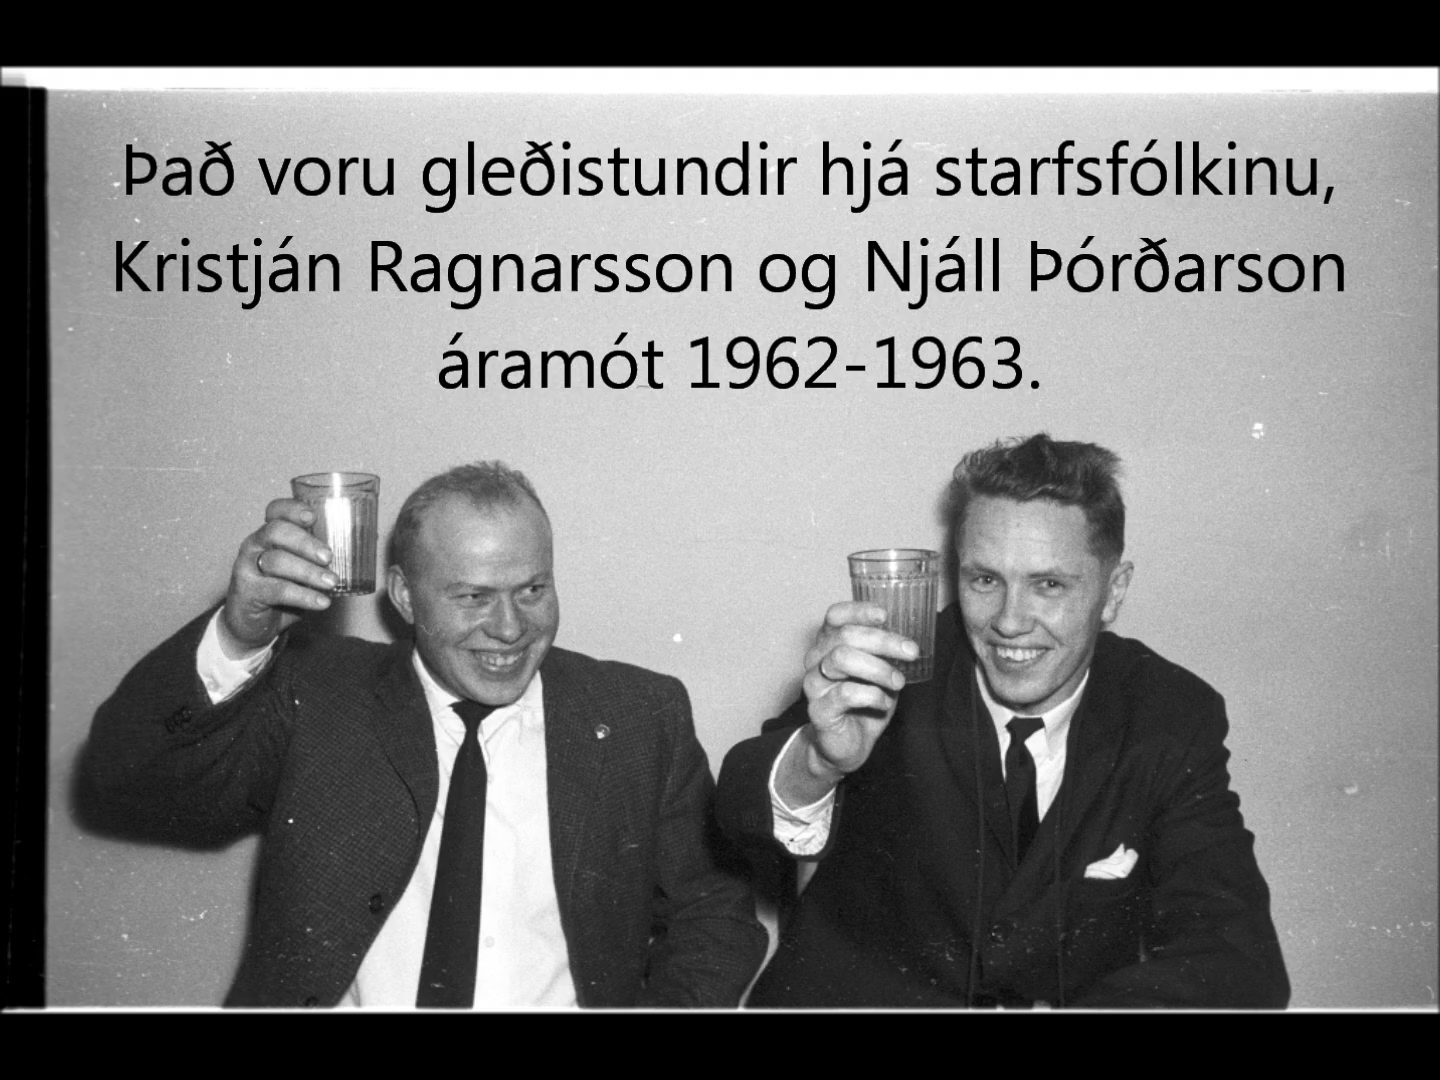 Það voru gleðistundir hjá starfsfólkinu,
Kristján Ragnarsson og Njáll Þórðarson
áramót 1962-1963.